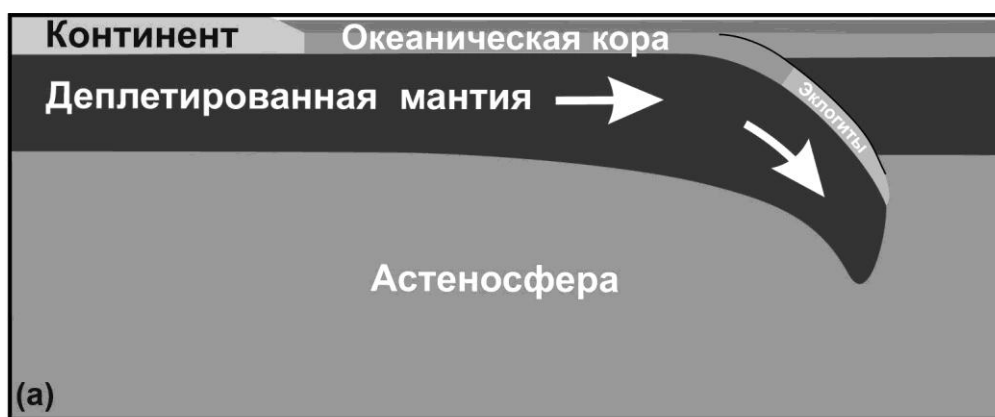 Континент
Океаническая кора
Деплетированная мантия
Эклогиты
Астеносфера
(a)